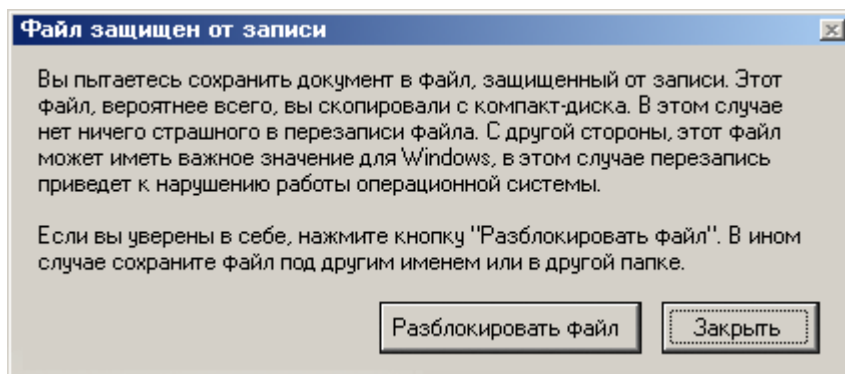 Файл защищен от записи
Вы пытаетесь сохранить документ в файл, защищенный от записи. Этот
файл, вероятнее всего, вы скопировали с компакт-диска. В этом случае
нет ничего страшного в перезаписи файла. С другой стороны, этот файл
может иметь важное значение для Windows, в этом случае перезапись
приведет к нарушению работы операционной системы.
Если вы уверены в себе, нажмите кнопку "Разблокировать файл". В ином
случае сохраните файл под другим именем или в другой папке.
Разблокировать файл
Закрыть